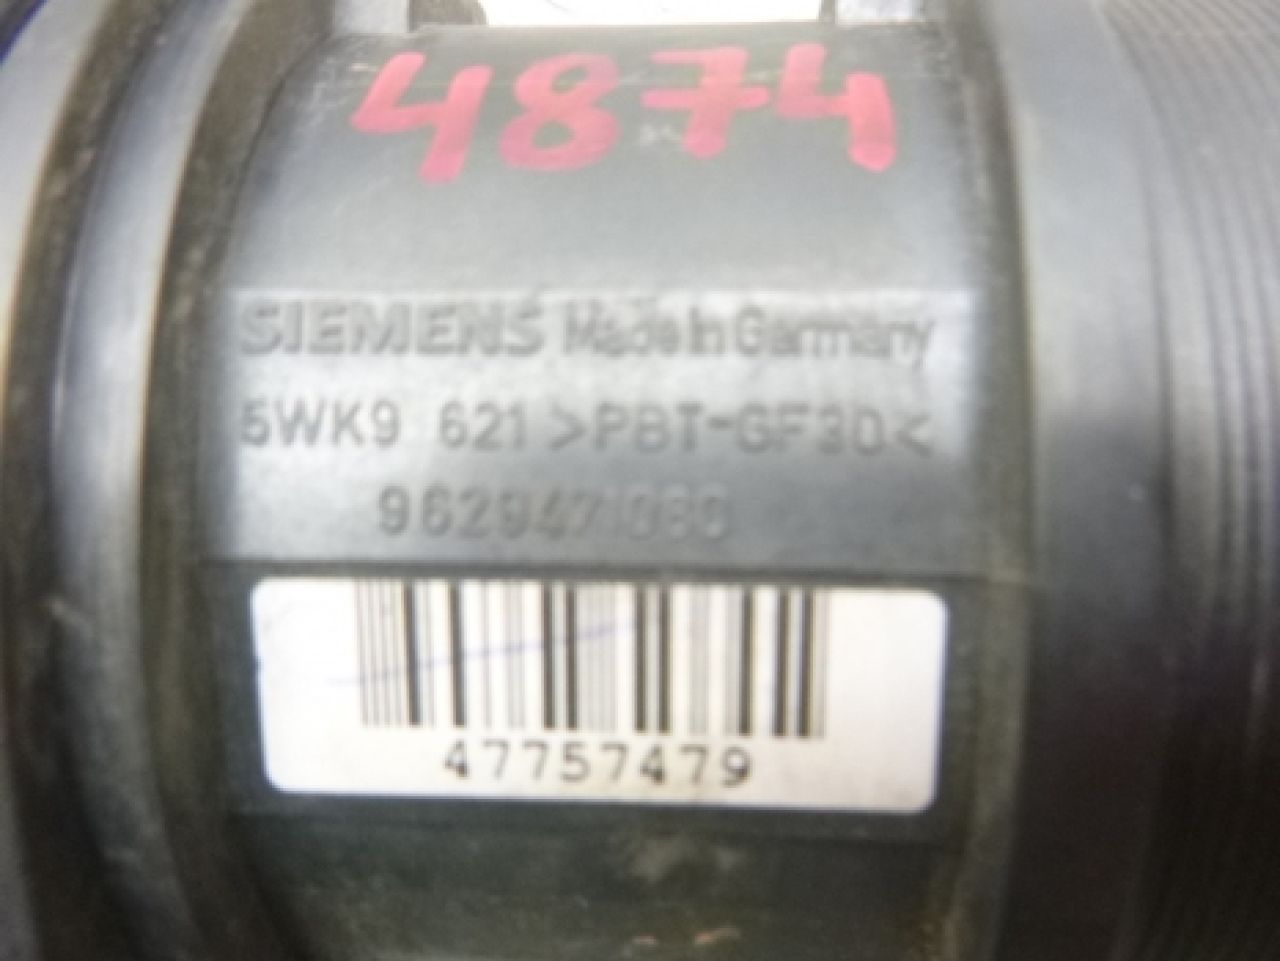 4874
SIEMENS Made in Germany
5WK9 621 >PBT-GF30<
9629471080
47757479